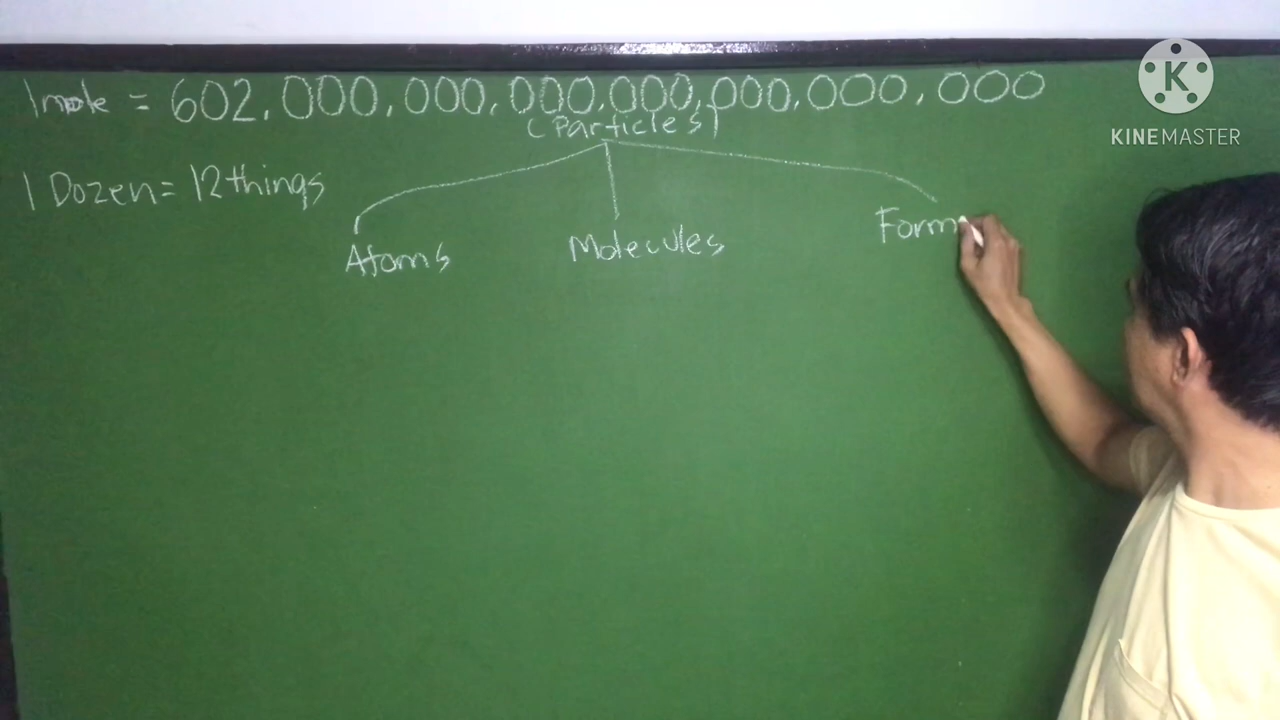 1 mole = 602,000,000,000,000,000,000,000
(Particles)
1 Dozen = 12 things
Atoms Molecules Form
KINEMASTER